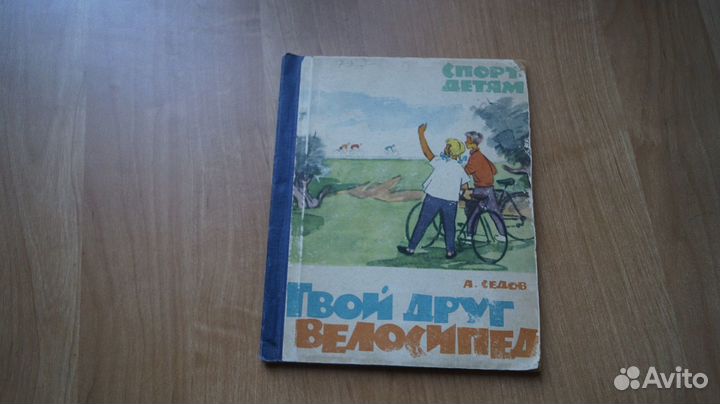 СПОРТ
ДЕТЯМ
А. СЕДОВ
ТВОЙ ДРУГ
ВЕЛОСИПЕД
Avito